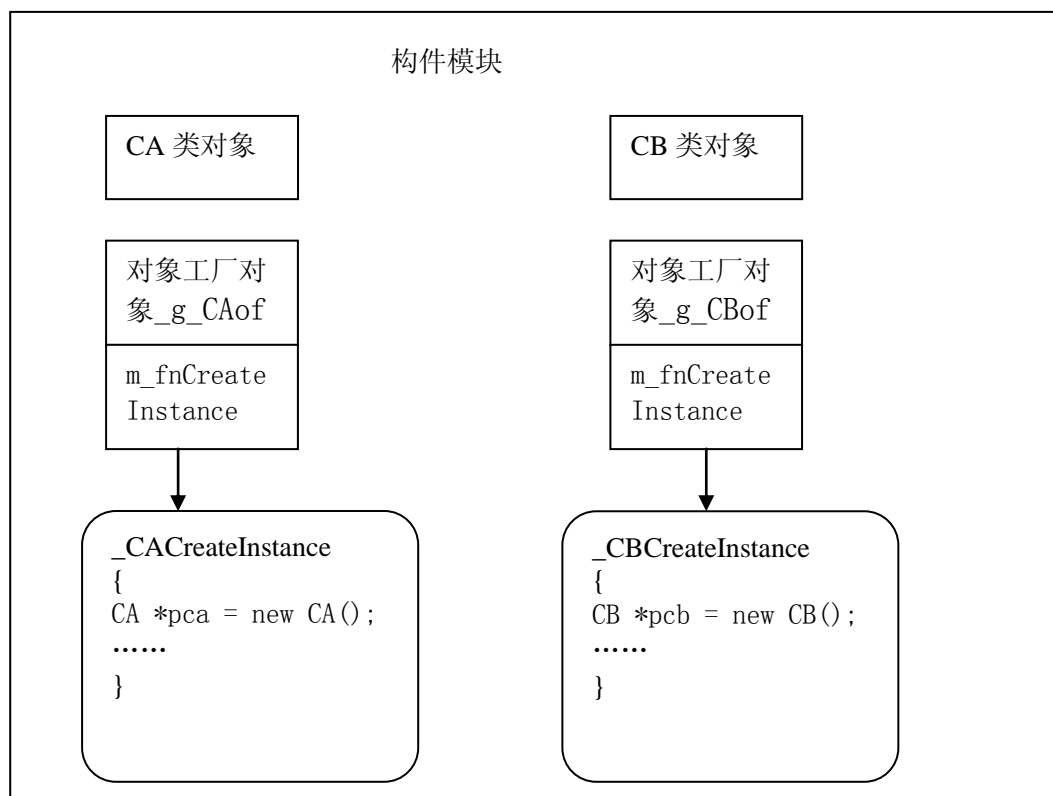 构件模块
CA 类对象
CB 类对象
对象工厂对
象_g_CAof
对象工厂对
象_g_CBof
m_fnCreate
Instance
m_fnCreate
Instance
_CACreateInstance
{
CA *pca = new CA();
……
}
_CBCreateInstance
{
CB *pcb = new CB();
……
}